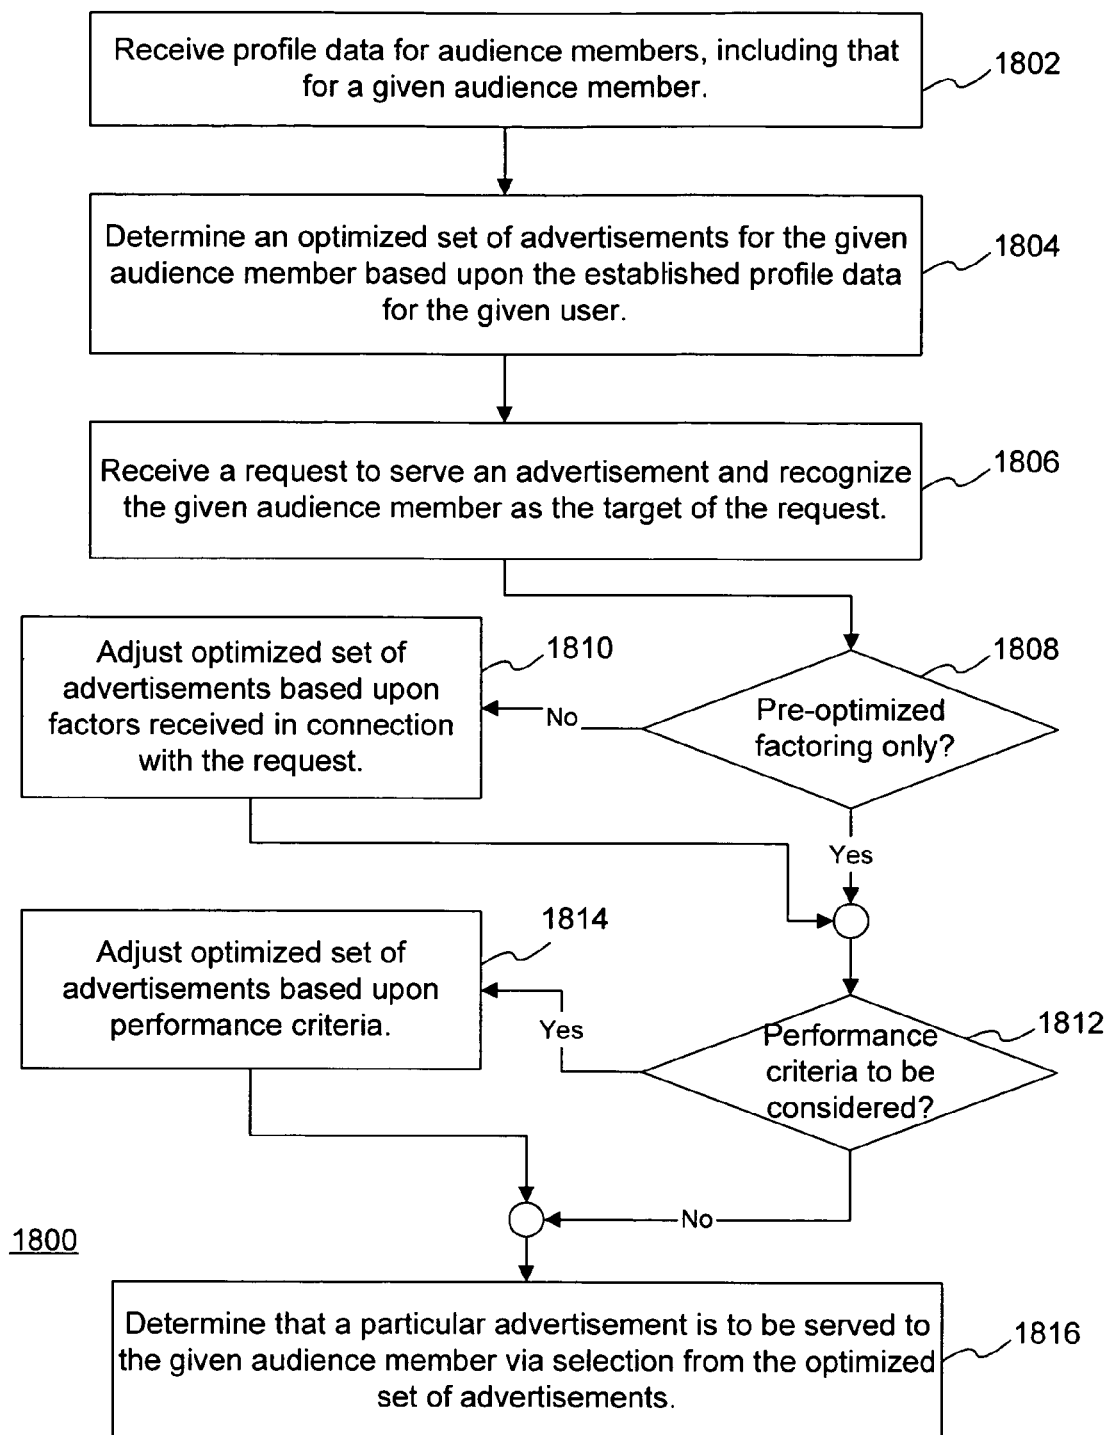 Receive profile data for audience members, including that
for a given audience member.
1802
Determine an optimized set of advertisements for the given
audience member based upon the established profile data
for the given user.
1804
Receive a request to serve an advertisement and recognize
the given audience member as the target of the request.
1806
Adjust optimized set of
advertisements based upon
factors received in connection
with the request.
1810
No
Pre-optimized
factoring only?
1808
Yes
Adjust optimized set of
advertisements based upon
performance criteria.
1814
Yes
Performance
criteria to be
considered?
1812
No
1800
Determine that a particular advertisement is to be served to
the given audience member via selection from the optimized
set of advertisements.
1816